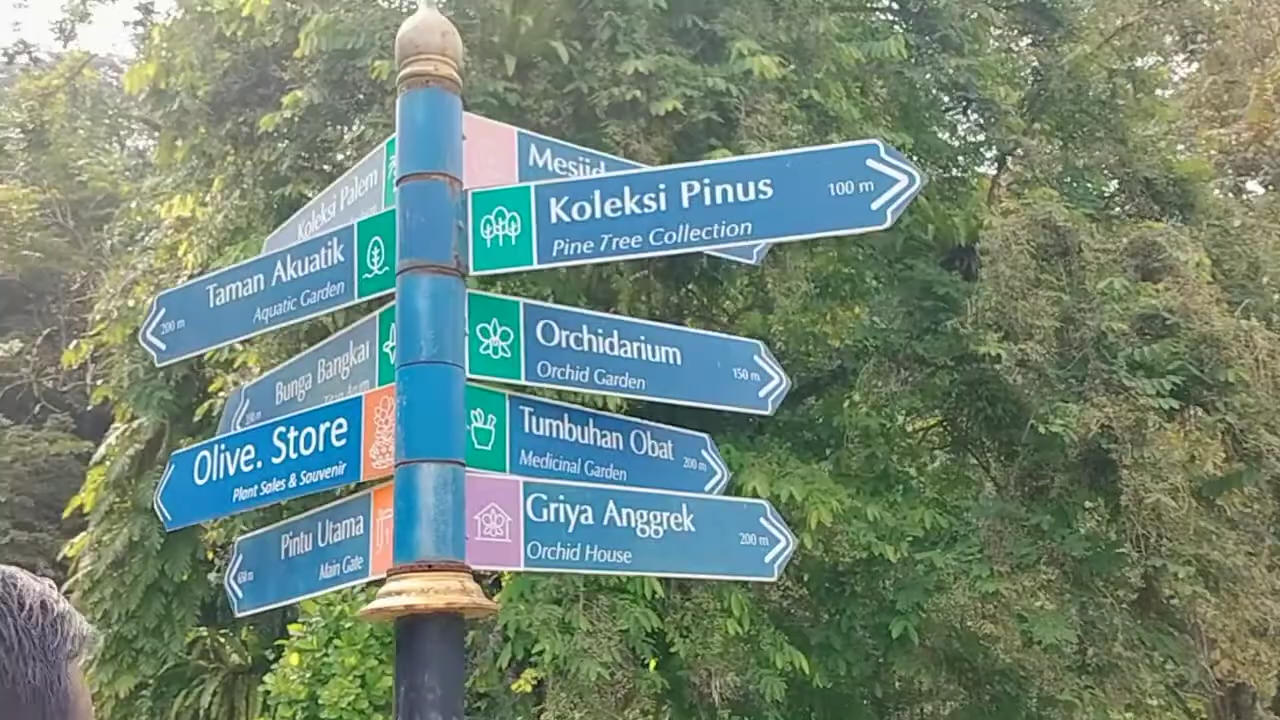 Koleksi Palem
Mesjid
Koleksi Pinus
100 m
Pine Tree Collection
Taman Akuatik
Aquatic Garden
200 m
Bunga Bangkai
Orchidarium
Orchid Garden
150 m
Olive. Store
Plant Sales & Souvenir
Tumbuhan Obat
Medicinal Garden
200 m
Pintu Utama
Main Gate
Griya Anggrek
Orchid House
200 m